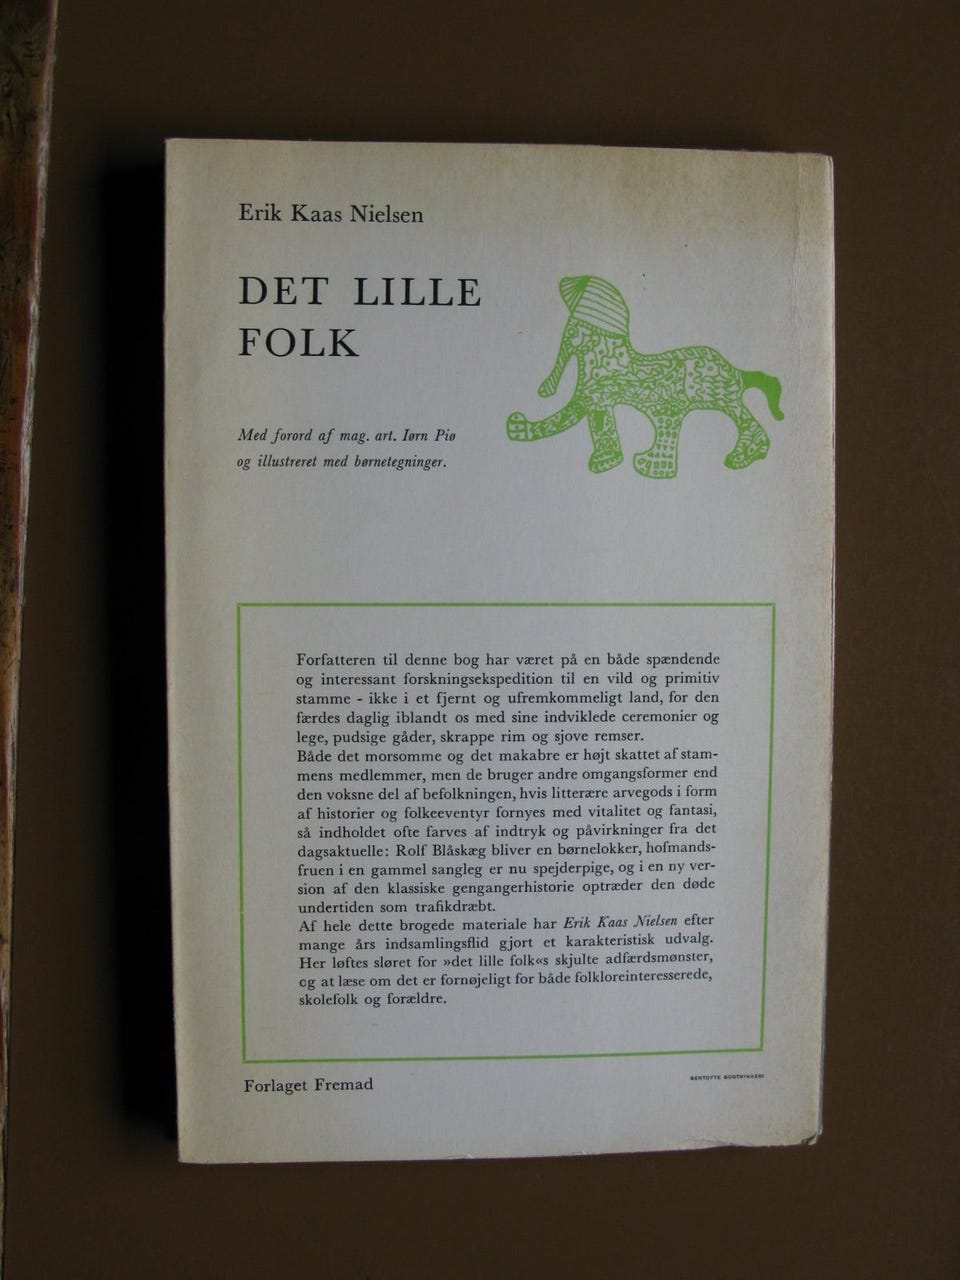 Erik Kaas Nielsen
DET LILLE
FOLK
Med forord af mag. art. Iørn Piø
og illustreret med børnetegninger.
Forfatteren til denne bog har været på en både spændende
og interessant forskningsekspedition til en vild og primitiv
stamme - ikke i et fjernt og ufremkommeligt land, for den
færdes daglig iblandt os med sine indviklede ceremonier og
lege, pudsige gåder, skrappe rim og sjove remser.
Både det morsomme og det makabre er højt skattet af stam-
mens medlemmer, men de bruger andre omgangsformer end
den voksne del af befolkningen, hvis litterære arvegods i form
af historier og folkeeventyr fornyes med vitalitet og fantasi,
så indholdet ofte farves af indtryk og påvirkninger fra det
dagsaktuelle: Rolf Blåskæg bliver en børnelokker, hofmands-
fruen i en gammel sangleg er nu spejderpige, og i en ny ver-
sion af den klassiske gengangerhistorie optræder den døde
undertiden som trafikdræbt.
Af hele dette brogede materiale har Erik Kaas Nielsen efter
mange års indsamlingsflid gjort et karakteristisk udvalg.
Her løftes sløret for »det lille folk«s skjulte adfærdsmønster,
og at læse om det er fornøjeligt for både folkloreinteresserede,
skolefolk og forældre.
Forlaget Fremad
GENTOFTE BOGTRYKKERI